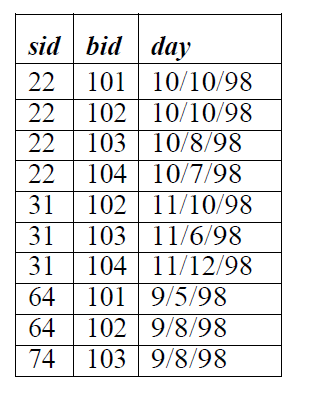 sid bid day
22 101 10/10/98
22 102 10/10/98
22 103 10/8/98
22 104 10/7/98
31 102 11/10/98
31 103 11/6/98
31 104 11/12/98
64 101 9/5/98
64 102 9/8/98
74 103 9/8/98